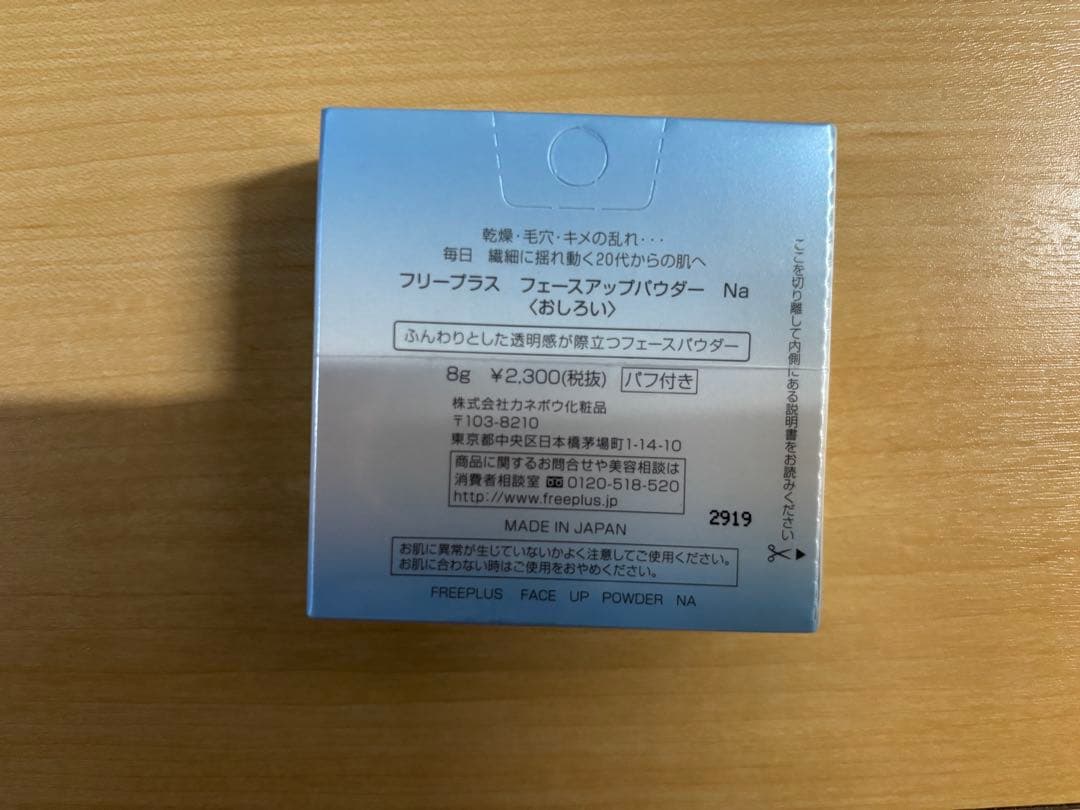 乾燥・毛穴・キメの乱れ・・・
毎日　繊細に揺れ動く20代からの肌へ
フリープラス　フェースアップパウダー　Na
〈おしろい〉
ふんわりとした透明感が際立つフェースパウダー
8g　¥2,300(税抜)　パフ付き
株式会社カネボウ化粧品
〒103-8210
東京都中央区日本橋茅場町1-14-10
商品に関するお問合せや美容相談は
消費者相談室 0120-518-520
http://www.freeplus.jp
MADE IN JAPAN
2919
お肌に異常が生じていないかよく注意してご使用ください。
お肌に合わない時はご使用をおやめください。
FREEPLUS　FACE　UP　POWDER　NA
ここを切り離して内側にある説明書をお読みください